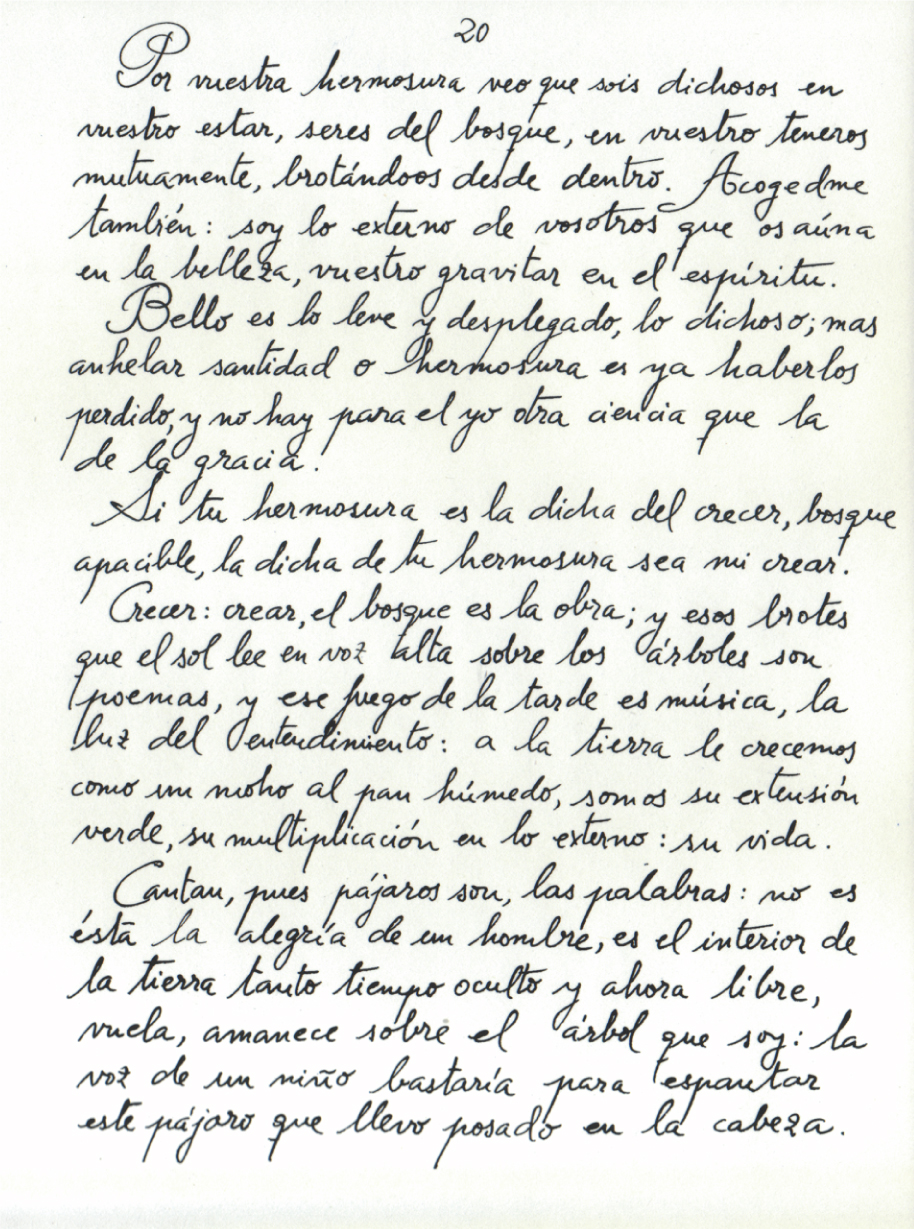 20
Por vuestra hermosura veo que sois dichosos en
vuestro estar, seres del bosque, en vuestro teneros
mutuamente, brotándoos desde dentro. Acogedme
también: soy lo externo de vosotros que os aúna
en la belleza, vuestro gravitar en el espíritu.
Bello es lo leve y desplegado, lo dichoso; mas
anhelar santidad o hermosura es ya haberlos
perdido, y no hay para el yo otra ciencia que la
de la gracia.
Si tu hermosura es la dicha del crecer, bosque
apacible, la dicha de tu hermosura sea mi crear.
Crecer: crear, el bosque es la obra; y esos brotes
que el sol lee en voz alta sobre los árboles son
poemas, y ese fuego de la tarde es música, la
luz del entendimiento: a la tierra le crecemos
como un moho al pan húmedo, somos su extensión
verde, su multiplicación en lo externo: su vida.
Cantan, pues pájaros son, las palabras: no es
ésta la alegría de un hombre, es el interior de
la tierra tanto tiempo oculto y ahora libre,
vuela, amanece sobre el árbol que soy: la
voz de un niño bastaría para espantar
este pájaro que llevo posado en la cabeza.